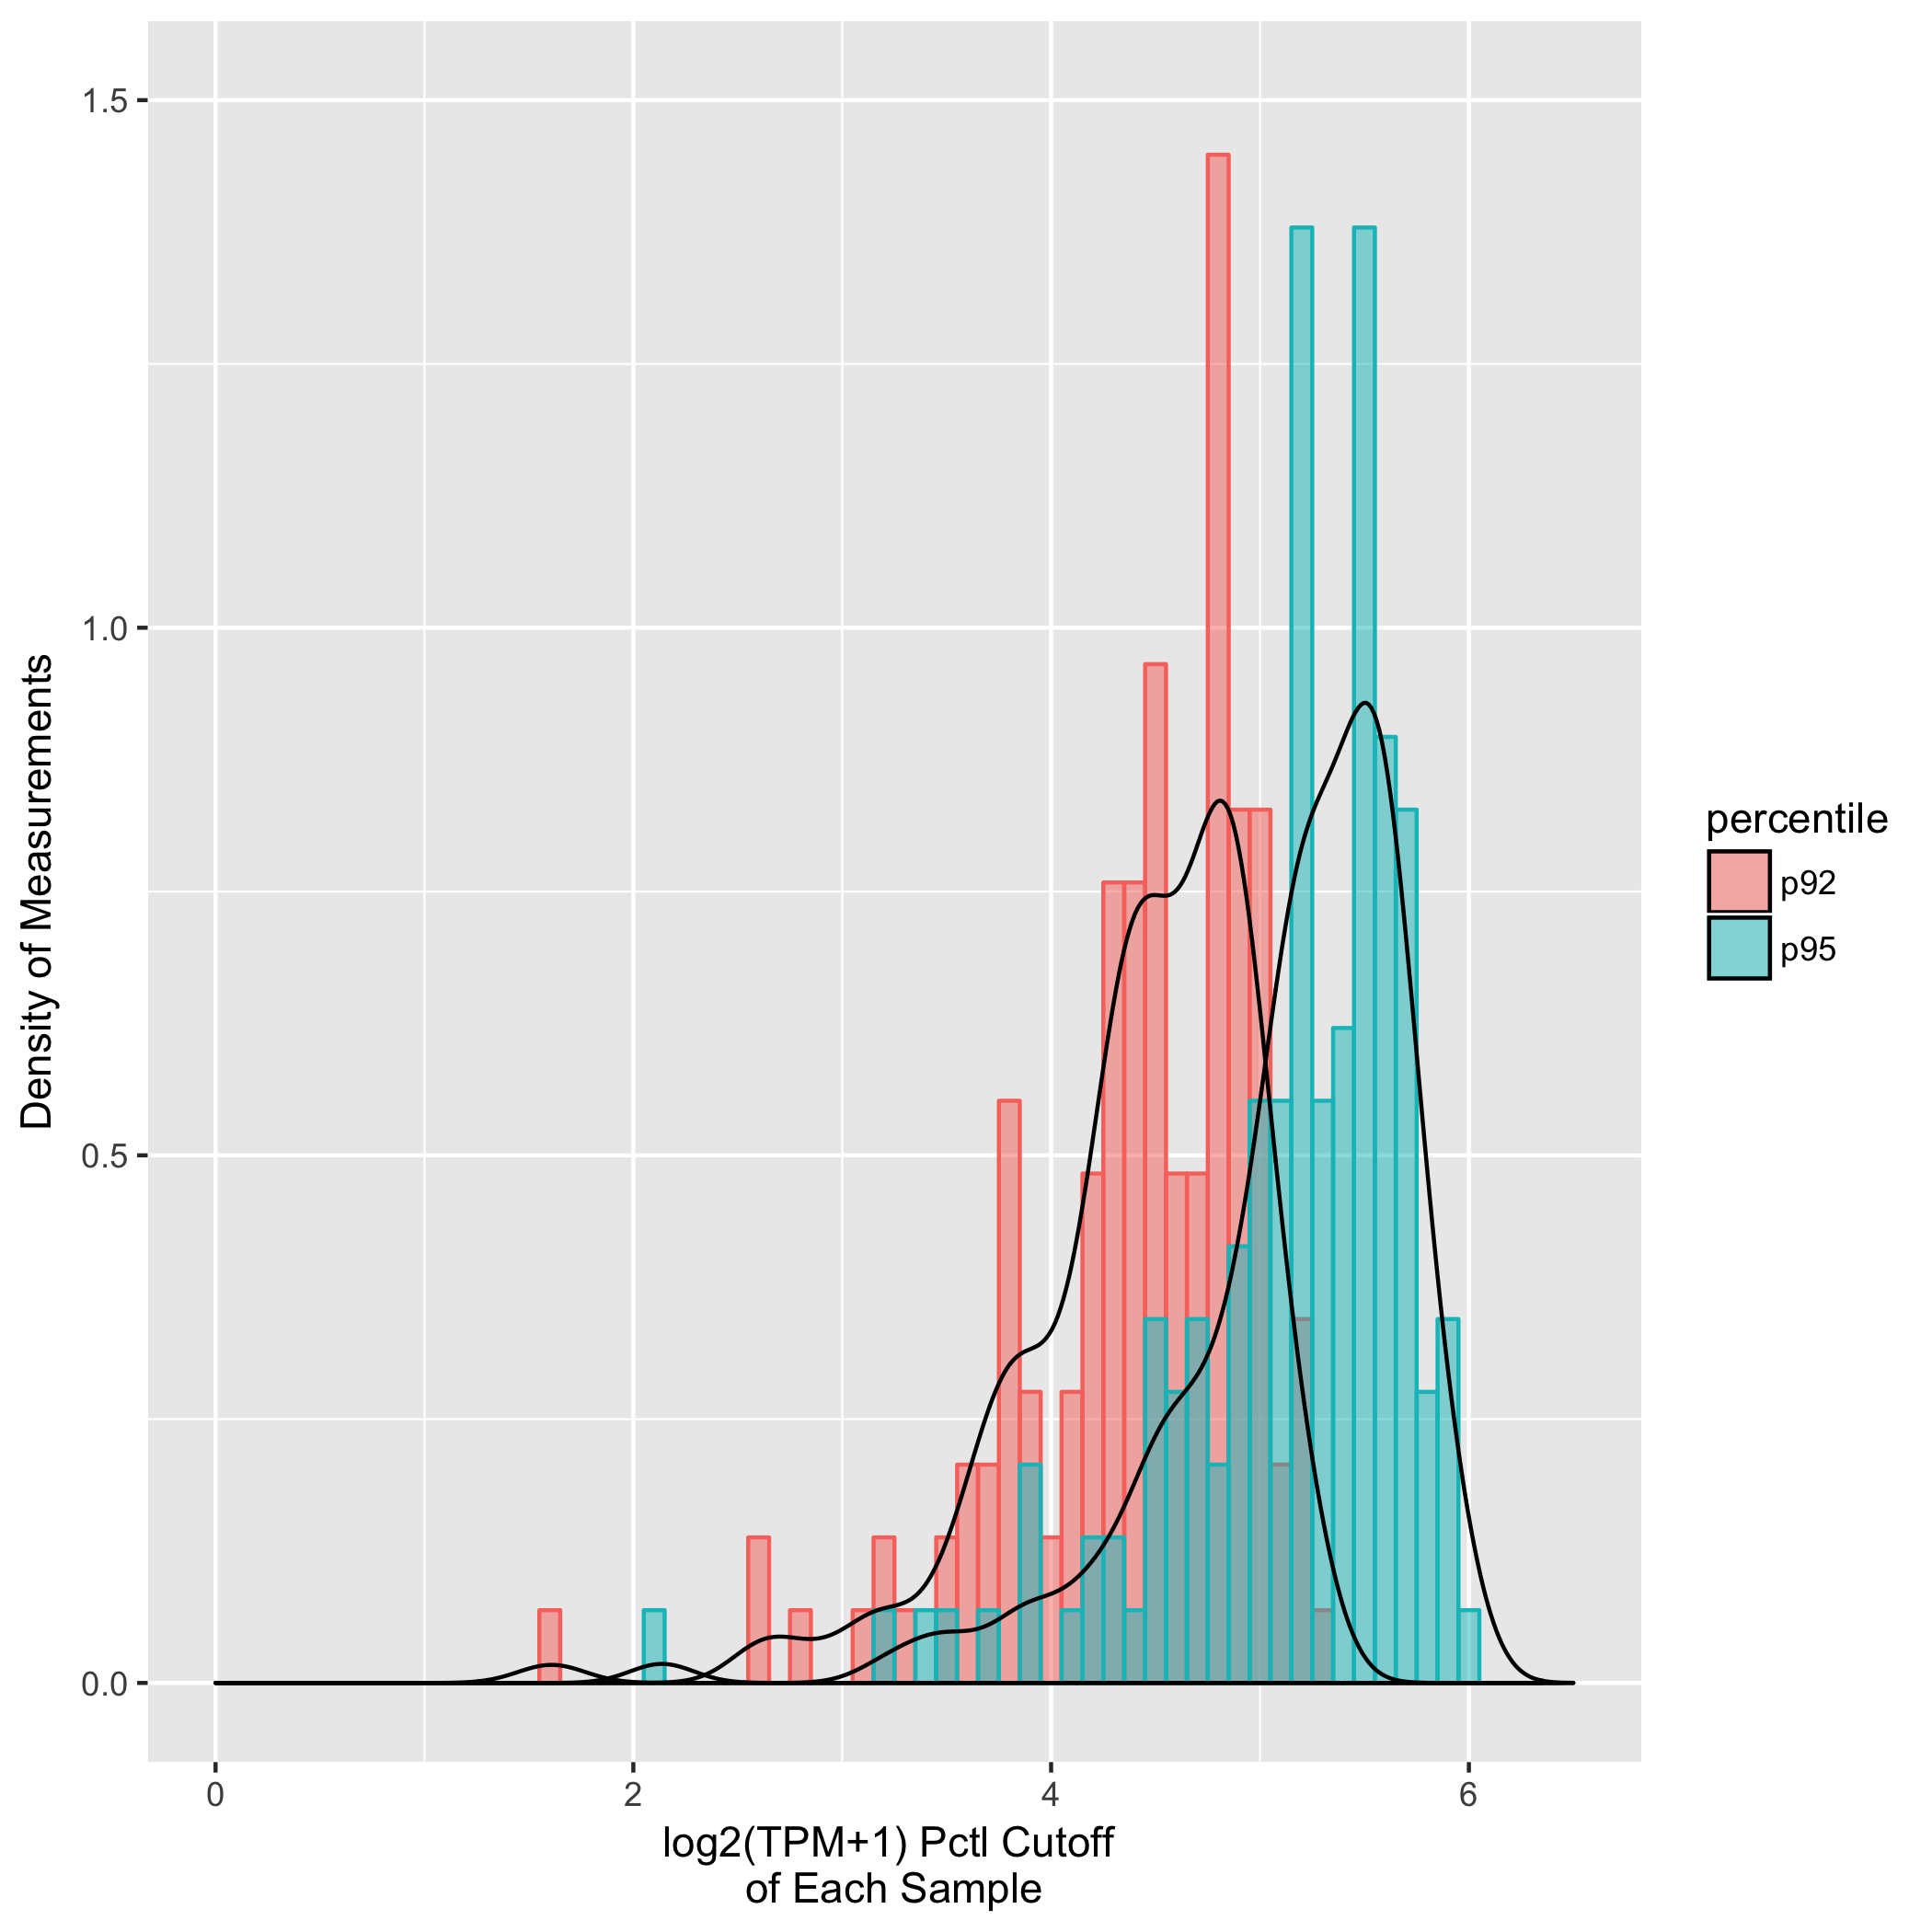 1.5
1.0
0.5
0.0
Density of Measurements
0 2 4 6
log2(TPM+1) Pctl Cutoff
of Each Sample
percentile
p92
p95